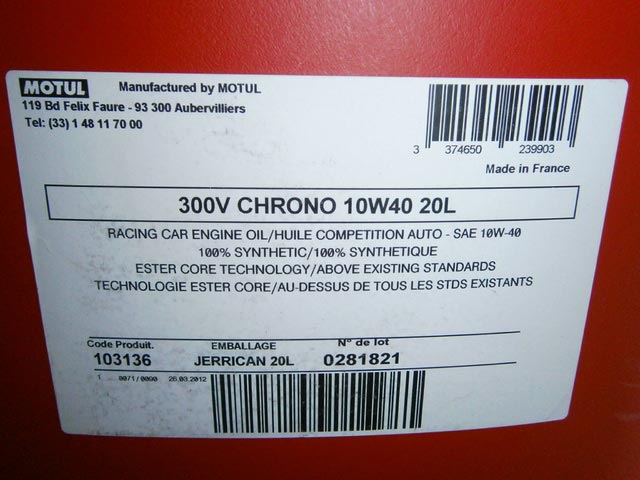 MOTUL Manufactured by MOTUL
119 Bd Felix Faure - 93 300 Aubervilliers
Tel: (33) 1 48 11 70 00
3 374650 239903
Made in France
300V CHRONO 10W40 20L
RACING CAR ENGINE OIL/HUILE COMPETITION AUTO - SAE 10W-40
100% SYNTHETIC/100% SYNTHETIQUE
ESTER CORE TECHNOLOGY/ABOVE EXISTING STANDARDS
TECHNOLOGIE ESTER CORE/AU-DESSUS DE TOUS LES STDS EXISTANTS
Code Produit. EMBALLAGE N° de lot
103136 JERRICAN 20L 0281821
1 0071/0000 26.03.2012